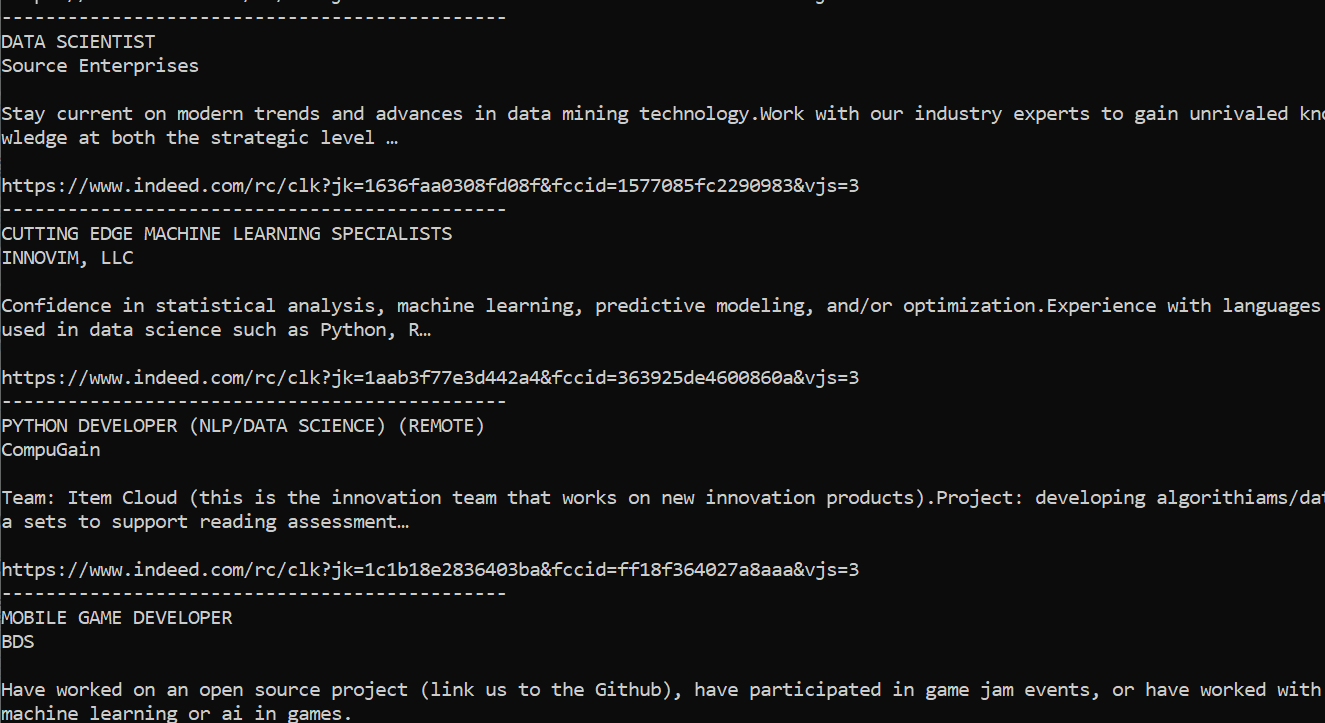 ----------------------------------------------
DATA SCIENTIST
Source Enterprises
Stay current on modern trends and advances in data mining technology.Work with our industry experts to gain unrivaled kno
wledge at both the strategic level …
https://www.indeed.com/rc/clk?jk=1636faa0308fd08f&fccid=1577085fc2290983&vjs=3
----------------------------------------------
CUTTING EDGE MACHINE LEARNING SPECIALISTS
INNOVIM, LLC
Confidence in statistical analysis, machine learning, predictive modeling, and/or optimization.Experience with languages
used in data science such as Python, R…
https://www.indeed.com/rc/clk?jk=1aab3f77e3d442a4&fccid=363925de4600860a&vjs=3
----------------------------------------------
PYTHON DEVELOPER (NLP/DATA SCIENCE) (REMOTE)
CompuGain
Team: Item Cloud (this is the innovation team that works on new innovation products).Project: developing algorithiams/dat
a sets to support reading assessment…
https://www.indeed.com/rc/clk?jk=1c1b18e2836403ba&fccid=ff18f364027a8aaa&vjs=3
----------------------------------------------
MOBILE GAME DEVELOPER
BDS
Have worked on an open source project (link us to the Github), have participated in game jam events, or have worked with
machine learning or ai in games.